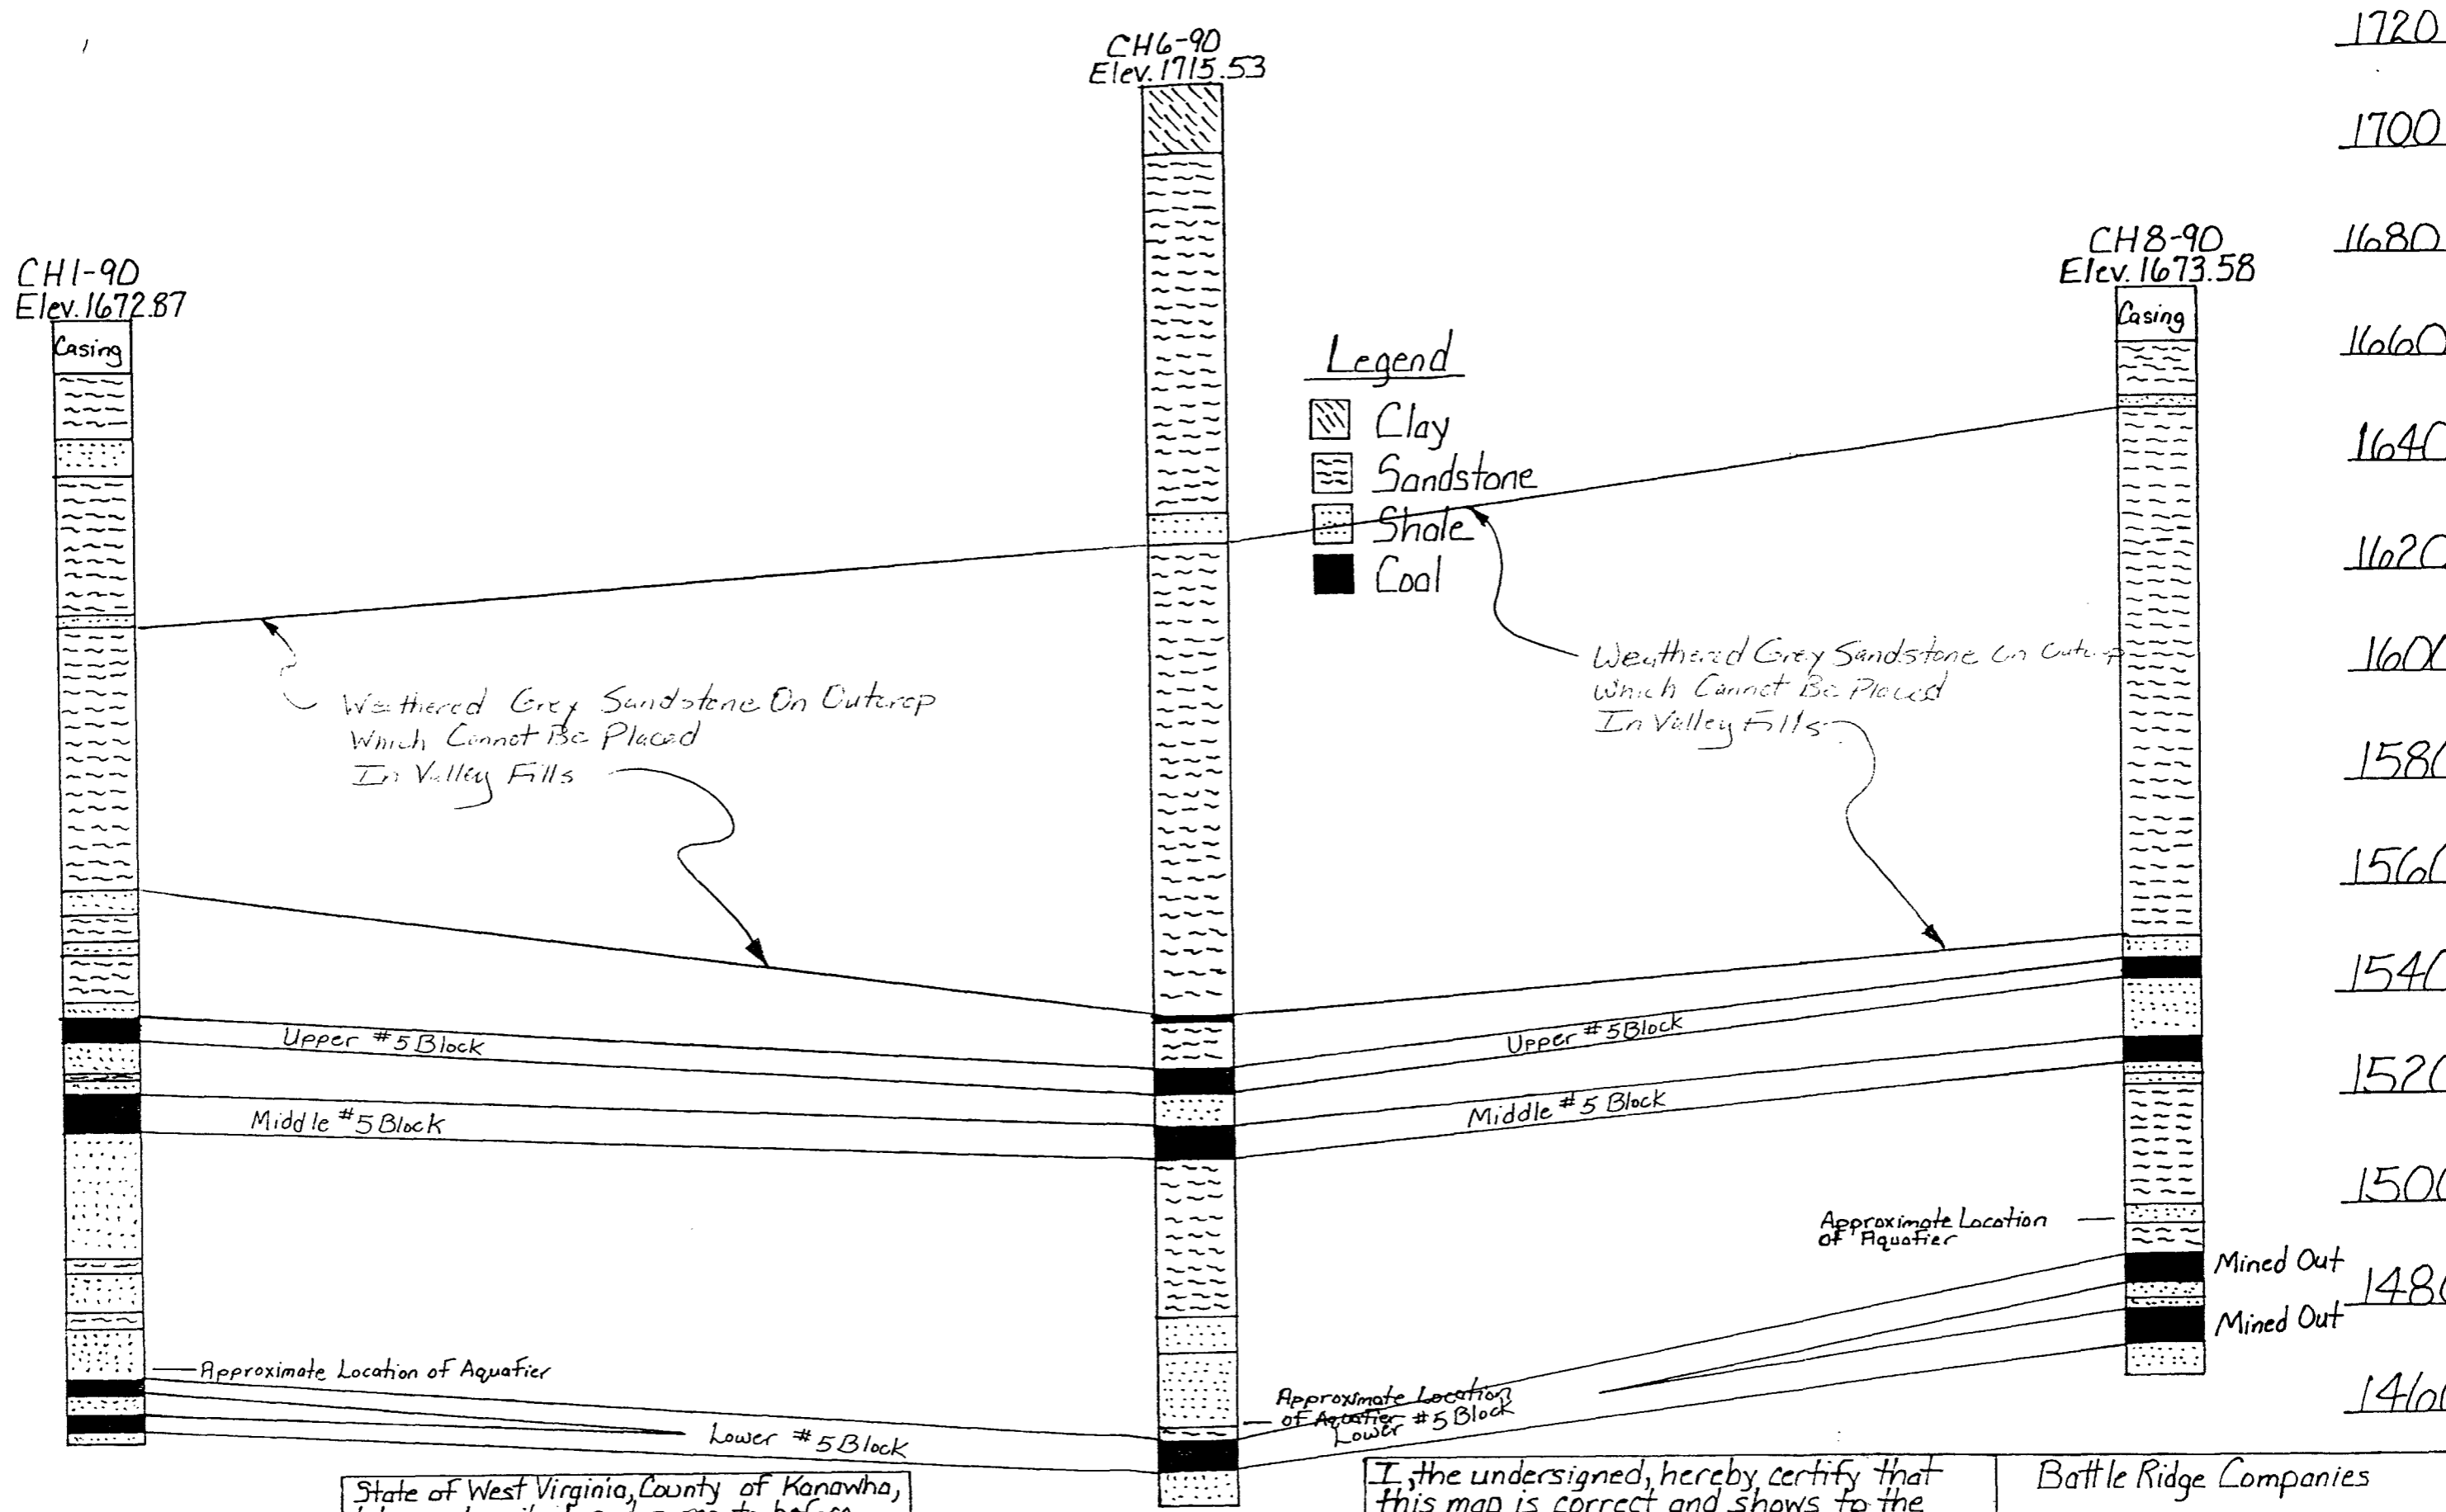 CH6-90
Elev. 1715.53
CH1-90
Elev. 1672.87
Casing
CH8-90
Elev. 1673.58
Casing
1720
1700
1680
1660
1640
1620
1600
1580
1560
1540
1520
1500
1480
1460
Legend
Clay
Sandstone
Shale
Coal
Weathered Grey Sandstone On Outcrop
Which Cannot Be Placed
In Valley Fills
Weathered Grey Sandstone On Outcrop
Which Cannot Be Placed
In Valley Fills
Upper #5 Block
Middle #5 Block
Upper #5 Block
Middle #5 Block
Approximate Location
of Aquafier
Mined Out
Mined Out
Approximate Location of Aquafier
Lower #5 Block
Approximate Location
of Aquafier
Lower #5 Block
State of West Virginia, County of Kanawha,
I, the undersigned, hereby certify that
this map is correct and shows to the
Battle Ridge Companies